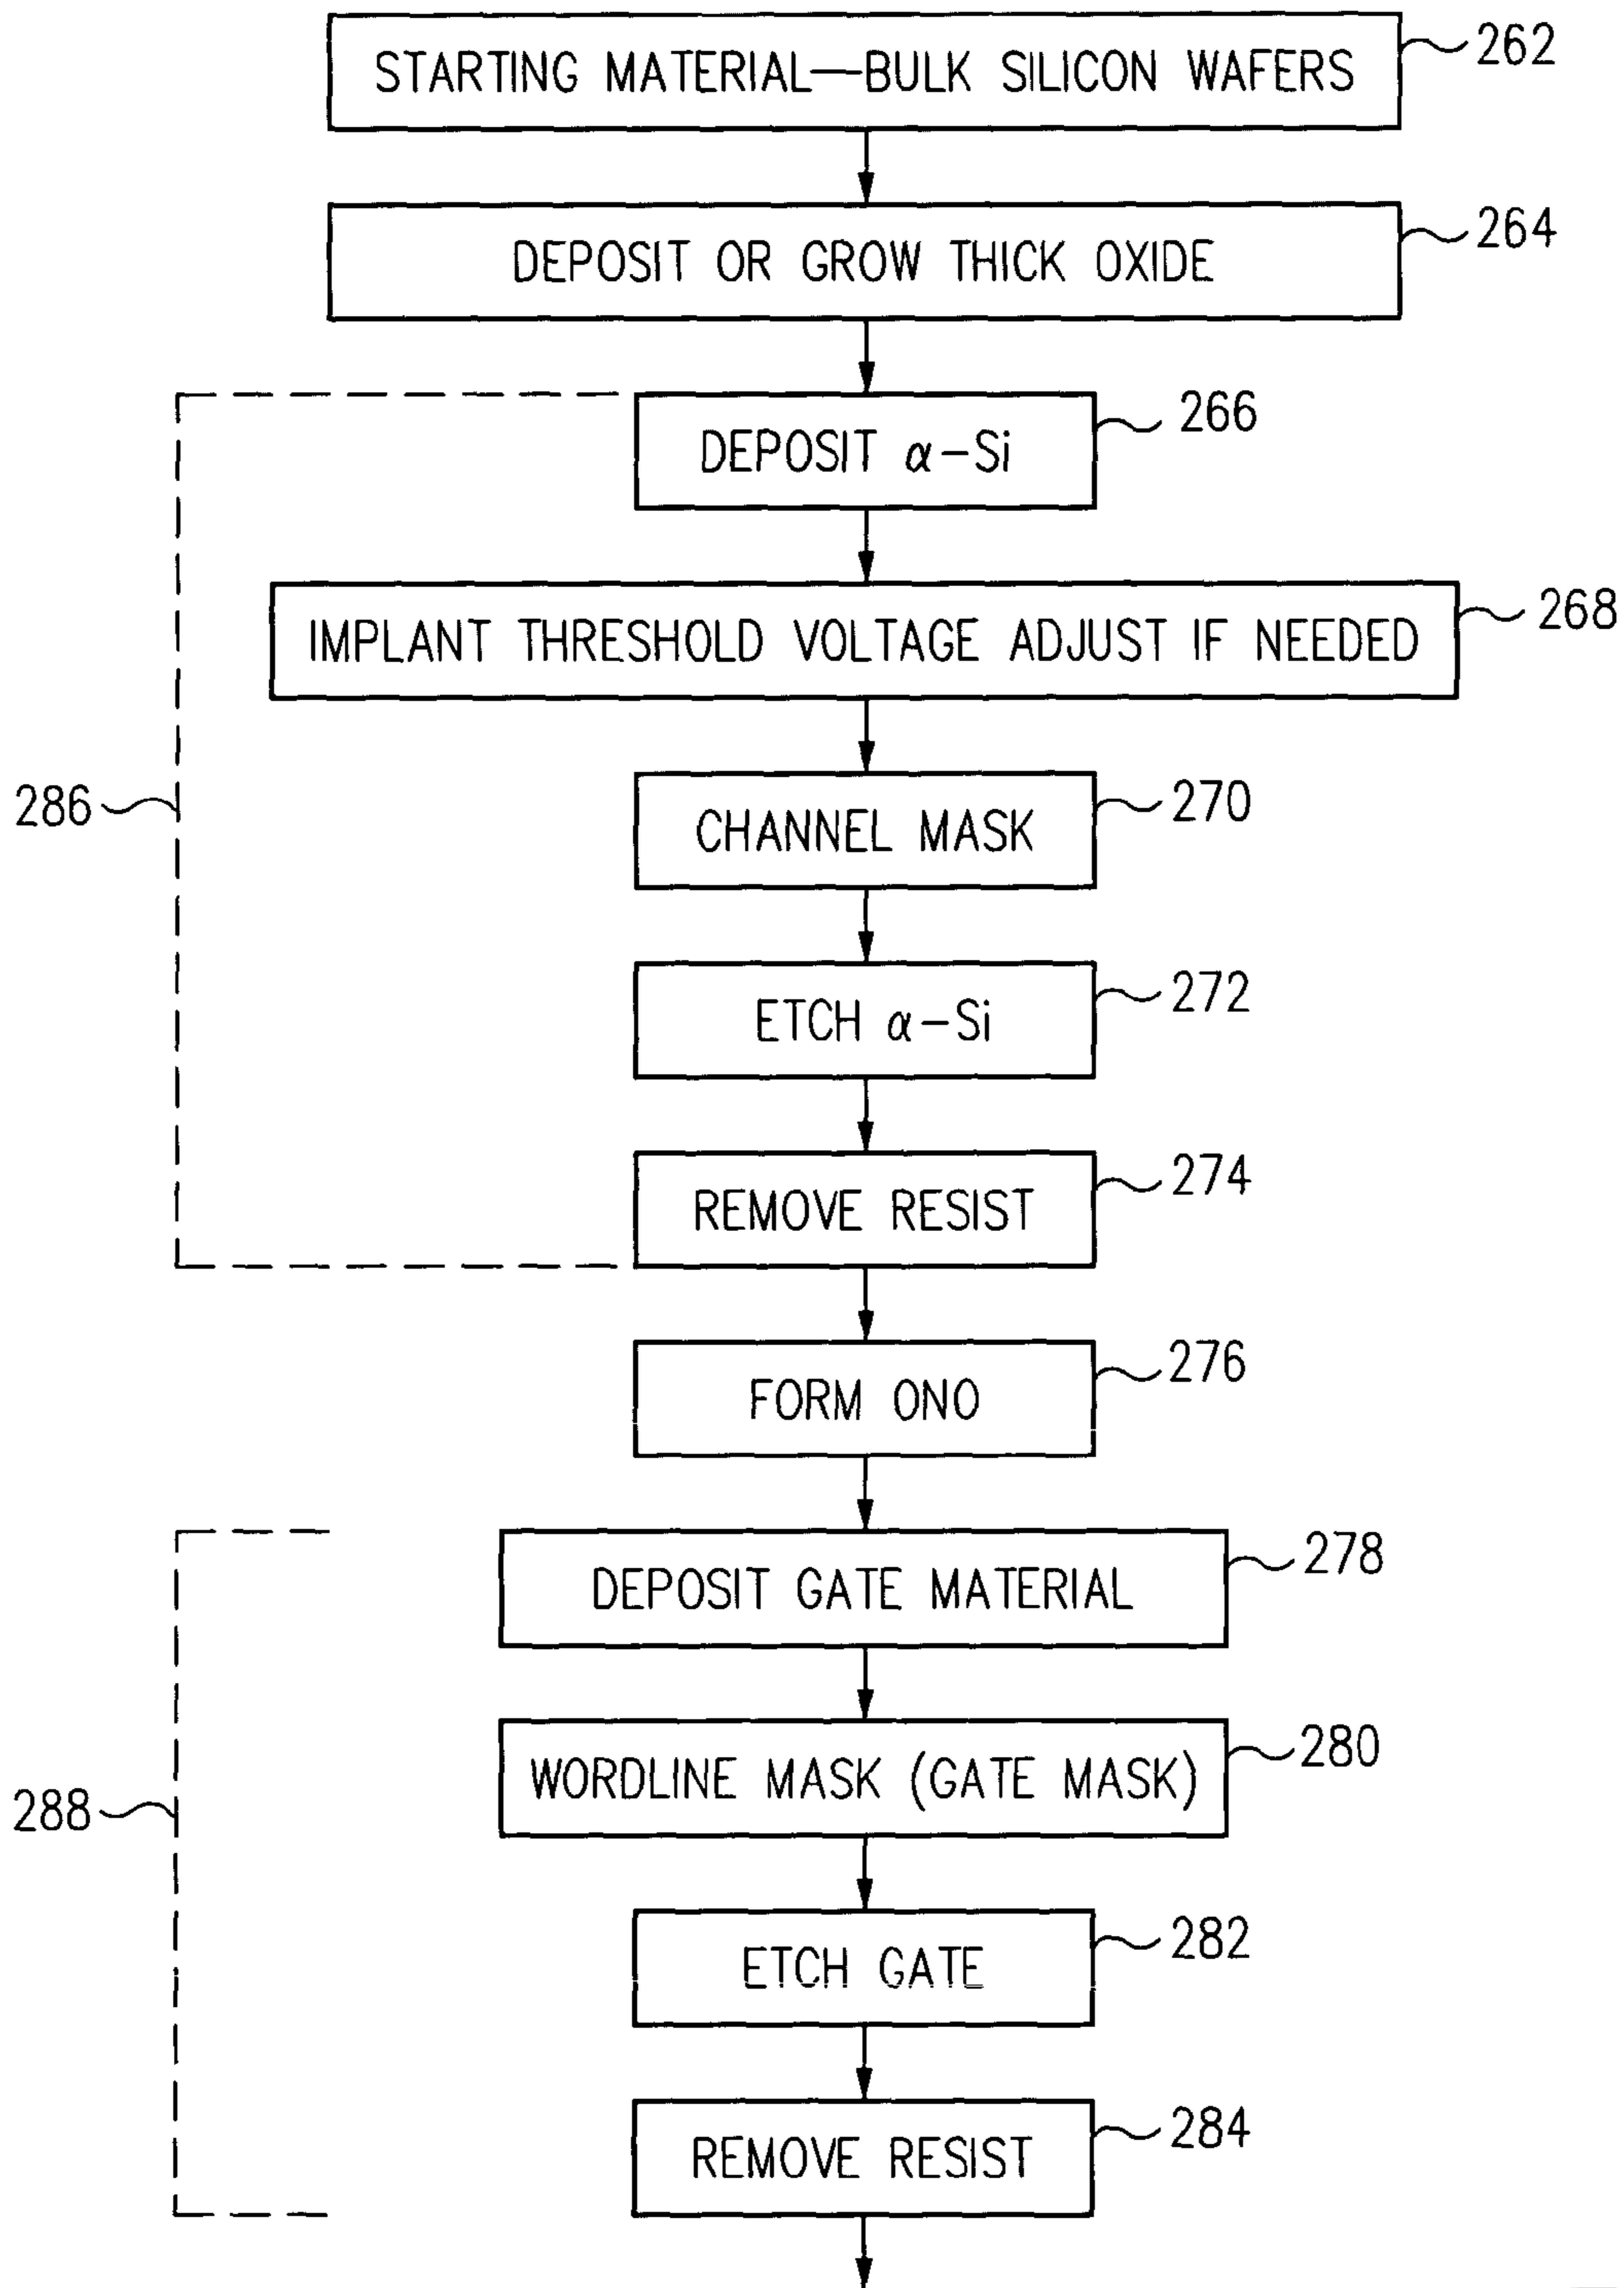 STARTING MATERIAL—BULK SILICON WAFERS
262
DEPOSIT OR GROW THICK OXIDE
264
DEPOSIT α-Si
266
IMPLANT THRESHOLD VOLTAGE ADJUST IF NEEDED
268
286
CHANNEL MASK
270
ETCH α-Si
272
REMOVE RESIST
274
FORM ONO
276
DEPOSIT GATE MATERIAL
278
WORDLINE MASK (GATE MASK)
280
288
ETCH GATE
282
REMOVE RESIST
284